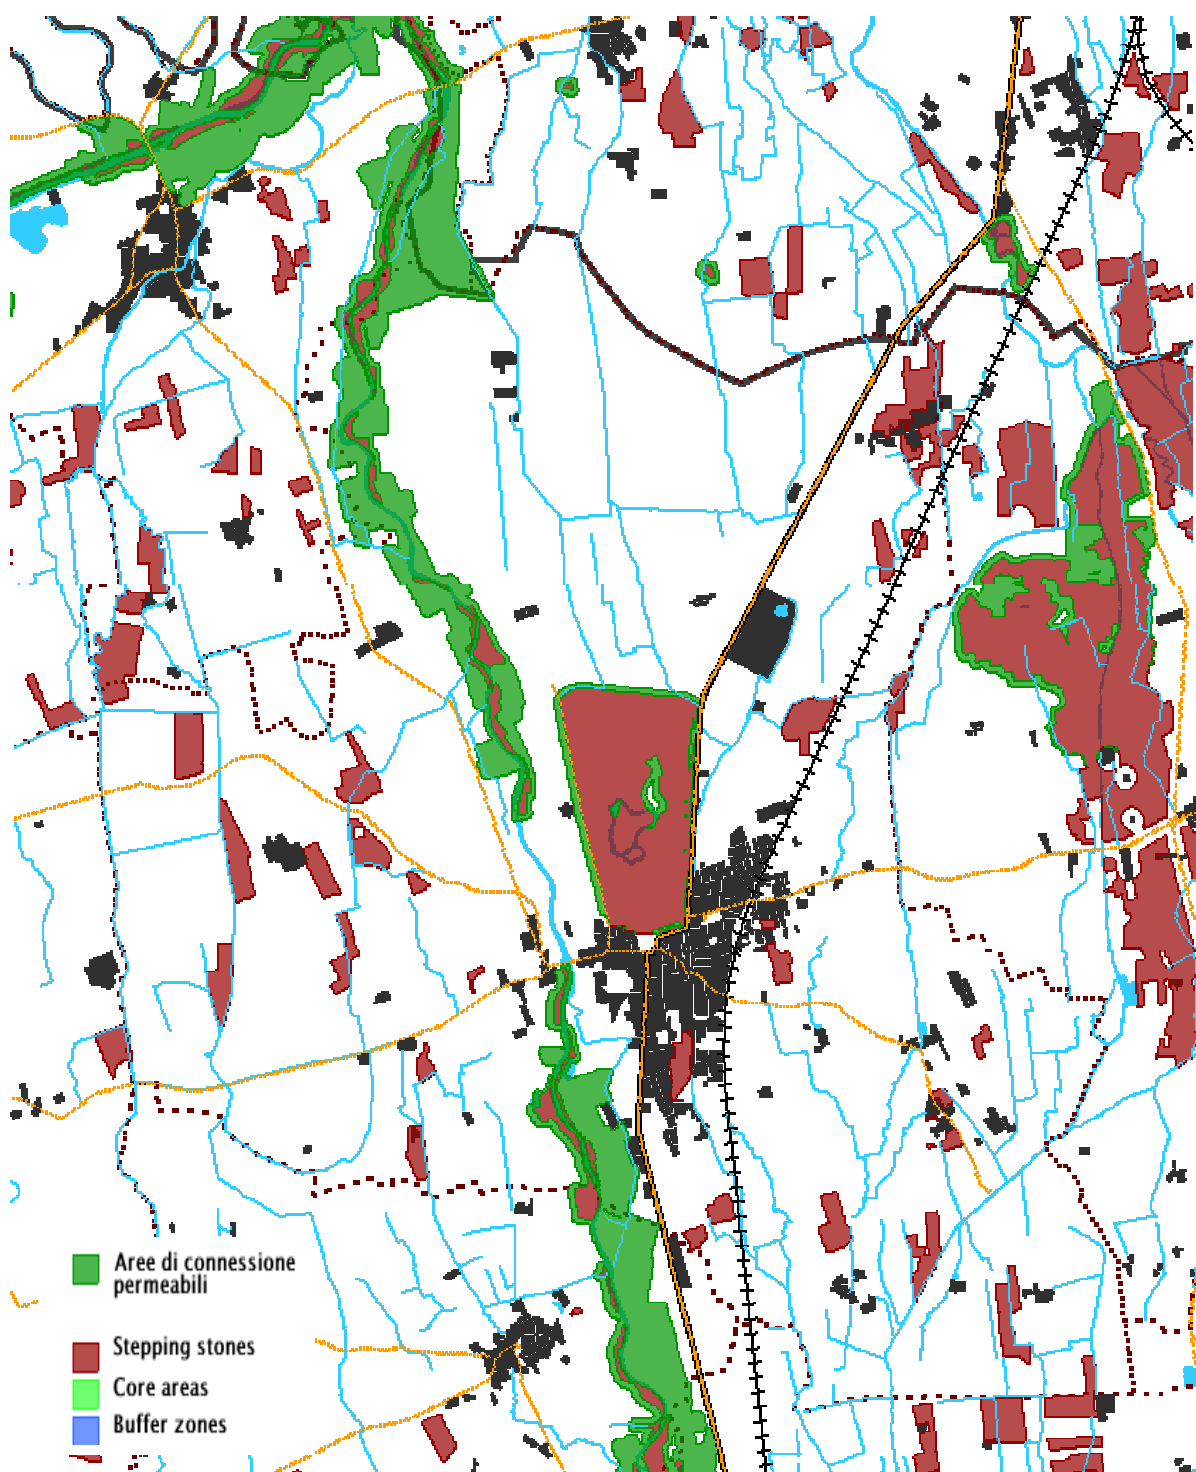 Aree di connessione
permeabili
Stepping stones
Core areas
Buffer zones